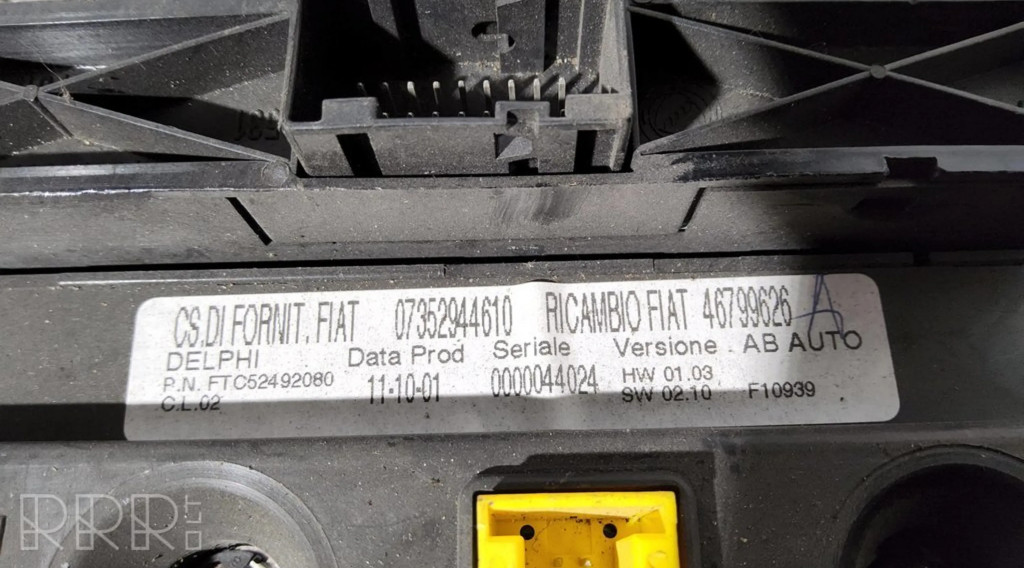 CS.DI FORNIT. FIAT 07352944610 RICAMBIO FIAT 46799626 A
DELPHI Data Prod Seriale Versione AB AUTO
P.N. FTC52492080 11-10-01 0000044024 HW 01.03
C.L.02 SW 02.10 F10939
RRR.LT